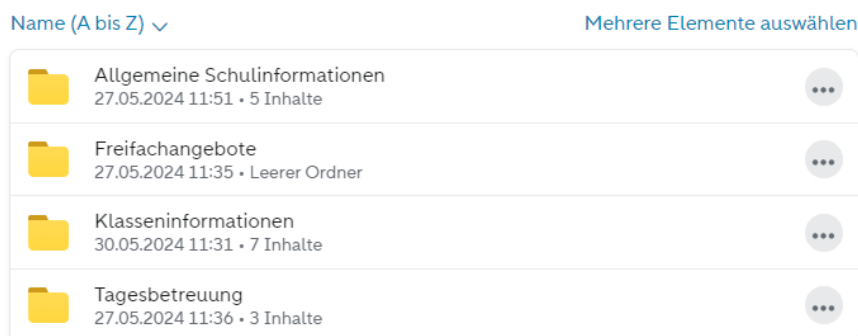 Name (A bis Z)
Mehrere Elemente auswählen
Allgemeine Schulinformationen
27.05.2024 11:51 • 5 Inhalte
Freifachangebote
27.05.2024 11:35 • Leerer Ordner
Klasseninformationen
30.05.2024 11:31 • 7 Inhalte
Tagesbetreuung
27.05.2024 11:36 • 3 Inhalte